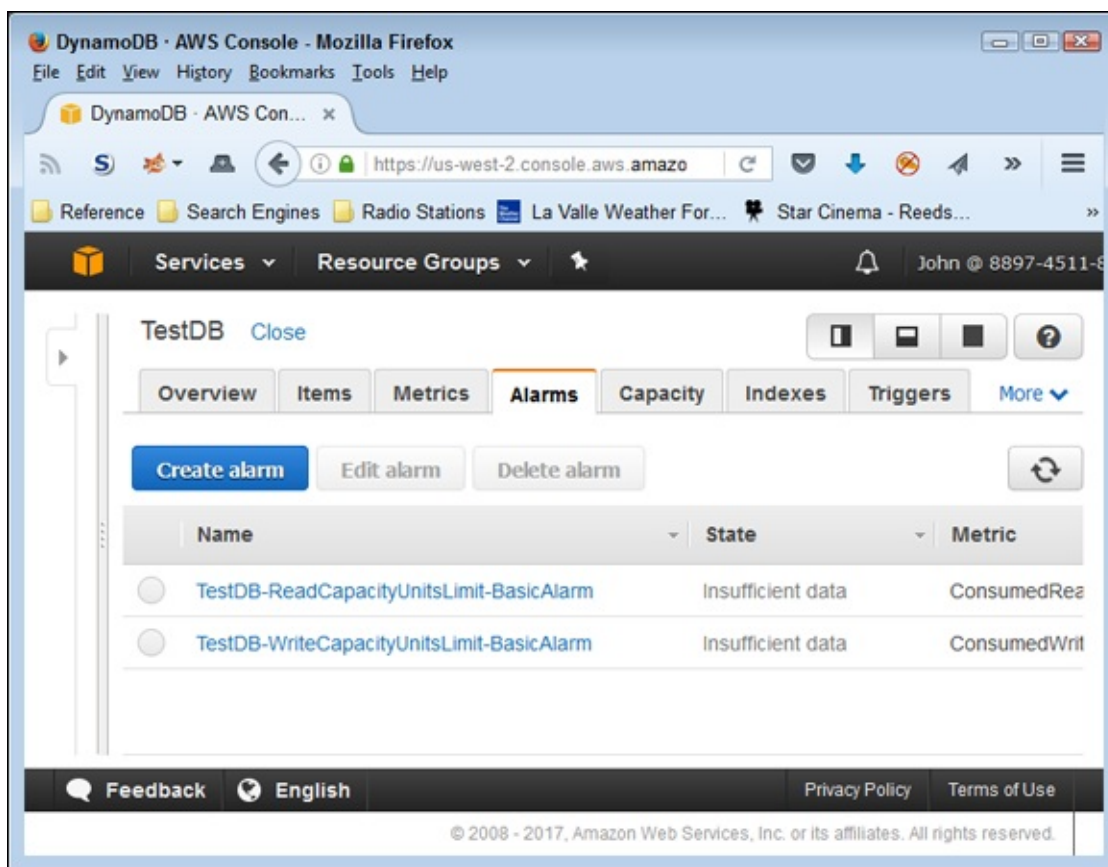 DynamoDB · AWS Console - Mozilla Firefox
File Edit View History Bookmarks Tools Help
DynamoDB · AWS Con... ×
S https://us-west-2.console.aws.amazo
Reference Search Engines Radio Stations La Valle Weather For... Star Cinema - Reeds... »
Services Resource Groups John @ 8897-4511-8
TestDB Close
Overview Items Metrics Alarms Capacity Indexes Triggers More
Create alarm Edit alarm Delete alarm
Name State Metric
TestDB-ReadCapacityUnitsLimit-BasicAlarm Insufficient data ConsumedRea
TestDB-WriteCapacityUnitsLimit-BasicAlarm Insufficient data ConsumedWrit
Feedback English Privacy Policy Terms of Use
© 2008 - 2017, Amazon Web Services, Inc. or its affiliates. All rights reserved.